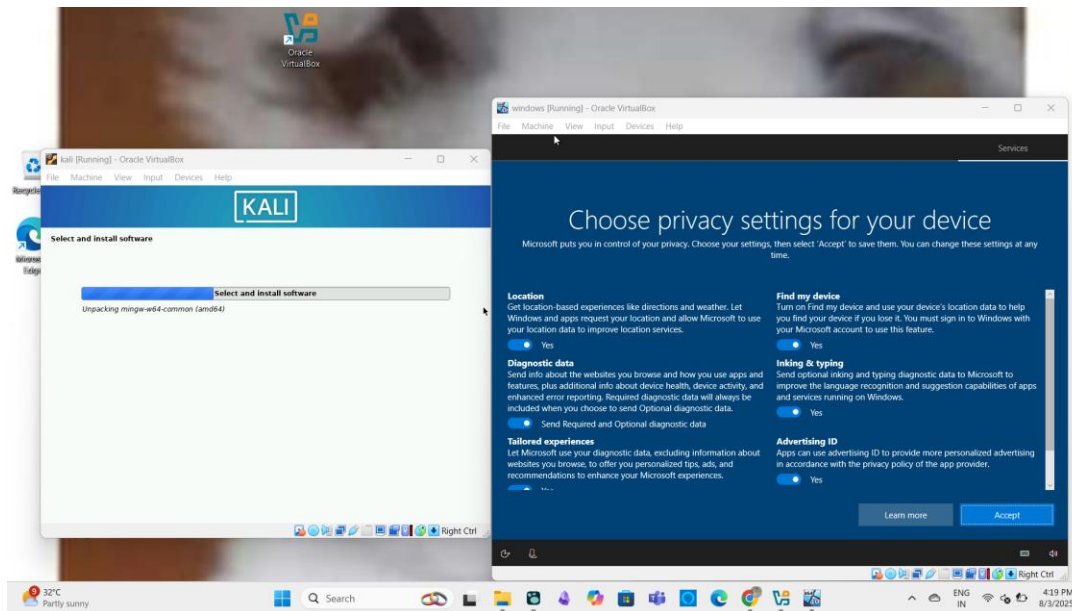 Oracle
VirtualBox
windows [Running] - Oracle VirtualBox
File Machine View Input Devices Help
Services
Choose privacy settings for your device
Microsoft puts you in control of your privacy. Choose your settings, then select 'Accept' to save them. You can change these settings at any
time.
Location
Get location-based experiences like directions and weather. Let
Windows and apps request your location and allow Microsoft to use
your location data to improve location services.
Yes
Diagnostic data
Send info about the websites you browse and how you use apps and
features, plus additional info about device health, device activity, and
enhanced error reporting. Required diagnostic data will always be
included when you choose to send Optional diagnostic data.
Send Required and Optional diagnostic data
Tailored experiences
Let Microsoft use your diagnostic data, excluding information about
websites you browse, to offer you personalized tips, ads, and
recommendations to enhance your Microsoft experiences.
Find my device
Turn on Find my device and use your device's location data to help
you find your device if you lose it. You must sign in to Windows with
your Microsoft account to use this feature.
Yes
Inking & typing
Send optional inking and typing diagnostic data to Microsoft to
improve the language recognition and suggestion capabilities of apps
and services running on Windows.
Yes
Advertising ID
Apps can use advertising ID to provide more personalized advertising
in accordance with the privacy policy of the app provider.
Yes
Learn more
Accept
Right Ctrl
kali [Running] - Oracle VirtualBox
File Machine View Input Devices Help
KALI
Select and install software
Select and install software
Unpacking mingw-w64-common (amd64)
Right Ctrl
Recycle
Edge
9
32°C
Partly sunny
Search
ENG
IN
4:19 PM
8/3/2025